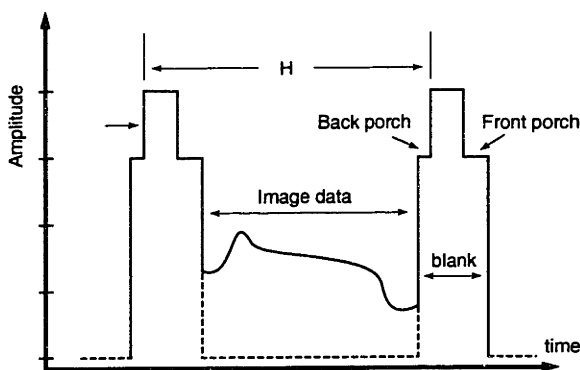 H
Amplitude
Back porch
Front porch
Image data
blank
time